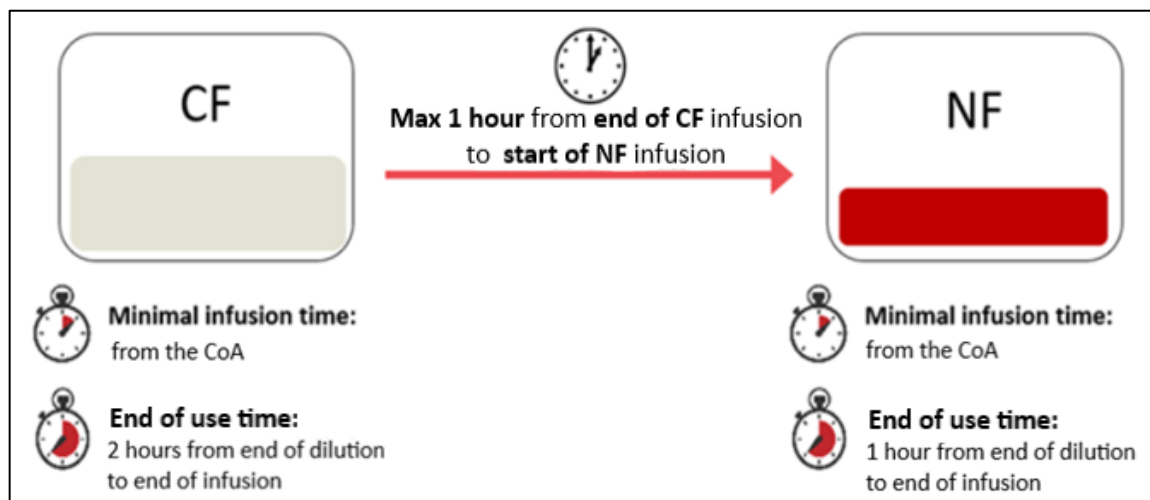 CF
Max 1 hour from end of CF infusion
to start of NF infusion
NF
Minimal infusion time:
from the CoA
End of use time:
2 hours from end of dilution
to end of infusion
Minimal infusion time:
from the CoA
End of use time:
1 hour from end of dilution
to end of infusion